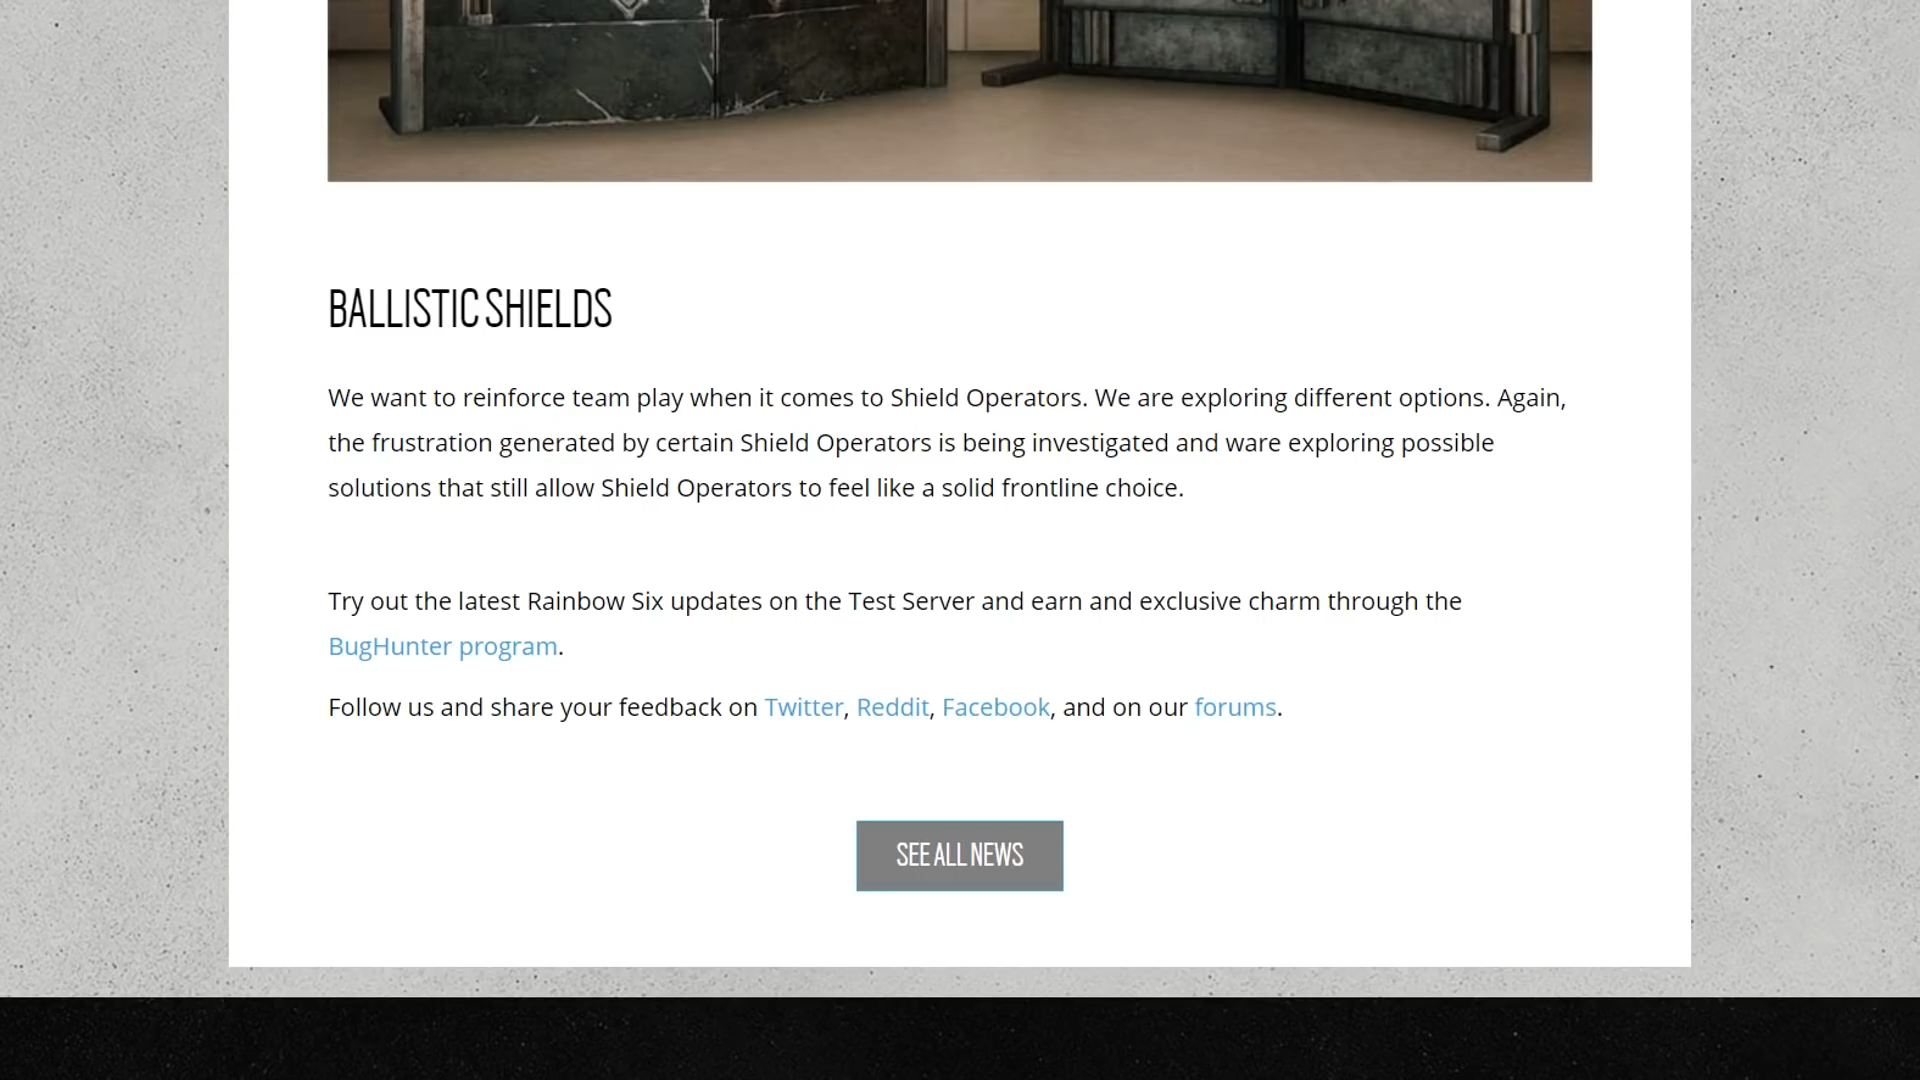 BALLISTIC SHIELDS
We want to reinforce team play when it comes to Shield Operators. We are exploring different options. Again,
the frustration generated by certain Shield Operators is being investigated and ware exploring possible
solutions that still allow Shield Operators to feel like a solid frontline choice.
Try out the latest Rainbow Six updates on the Test Server and earn and exclusive charm through the
BugHunter program.
Follow us and share your feedback on Twitter, Reddit, Facebook, and on our forums.
SEE ALL NEWS